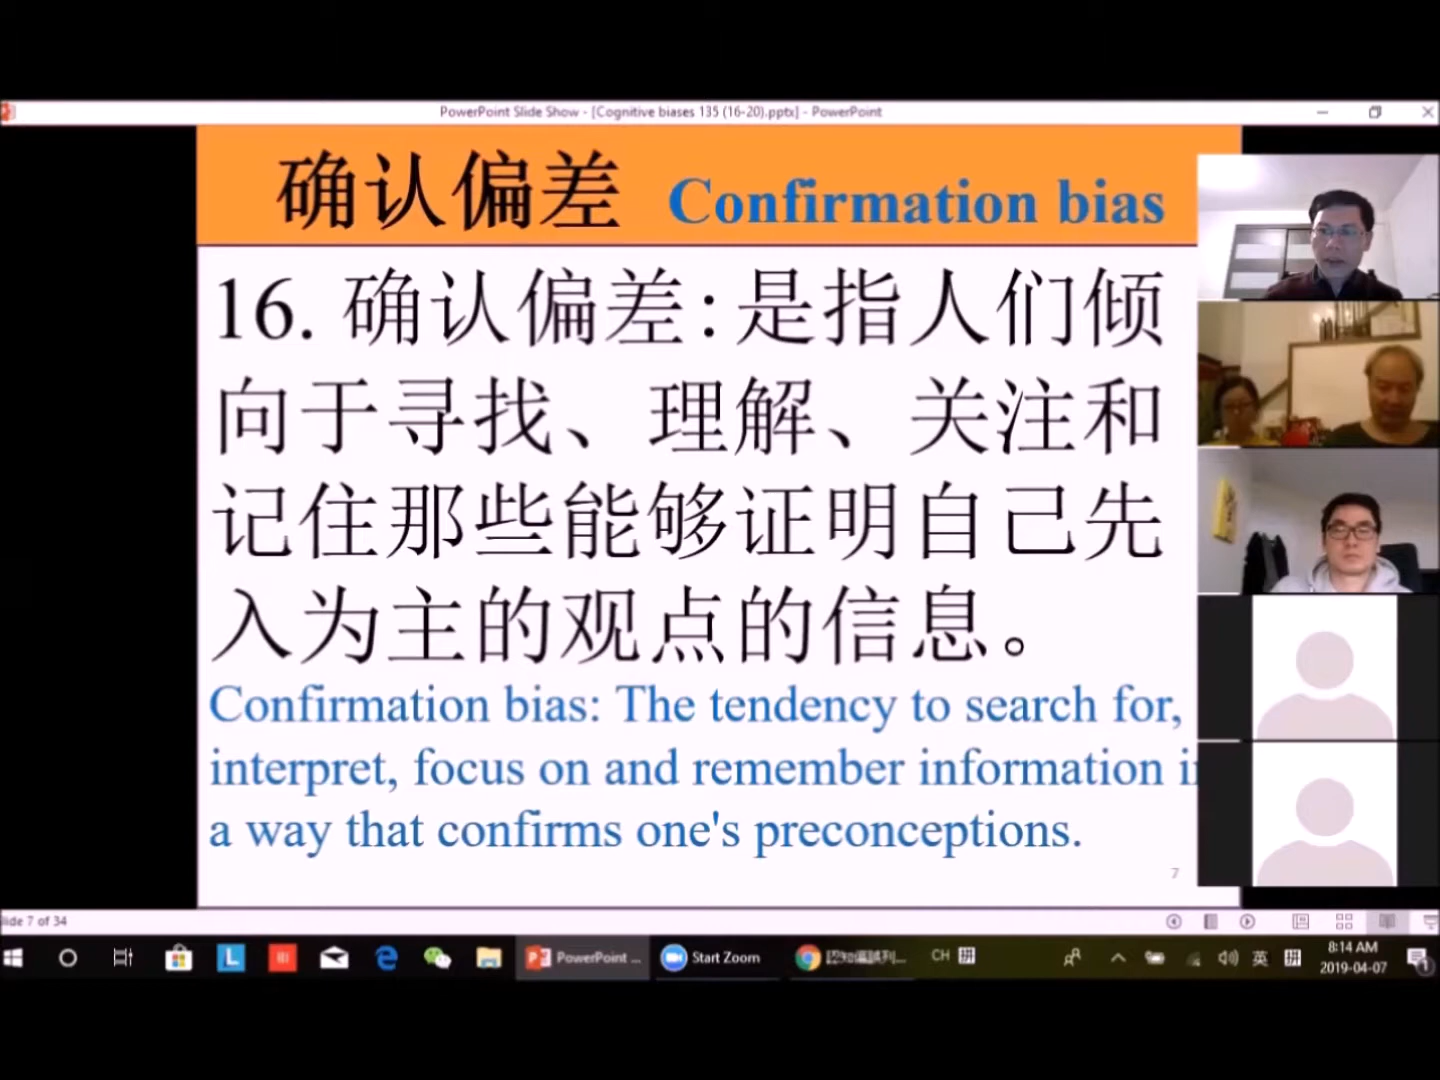 PowerPoint Slide Show - [Cognitive biases 135 (16-20).pptx] - PowerPoint
确认偏差 Confirmation bias
16. 确认偏差:是指人们倾
向于寻找、理解、关注和
记住那些能够证明自己先
入为主的观点的信息。
Confirmation bias: The tendency to search for,
interpret, focus on and remember information
a way that confirms one's preconceptions.
7
lide 7 of 34
PowerPoint ...
Start Zoom
CH 拼
英 拼
8:14 AM
2019-04-07